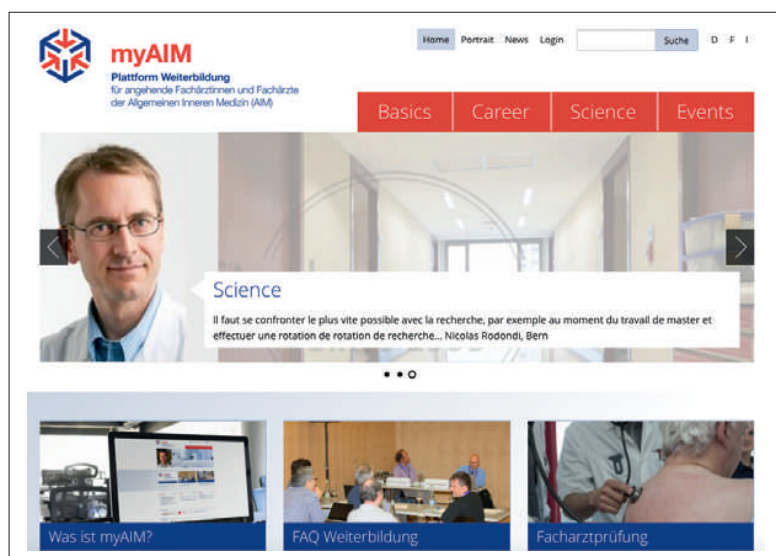 Home Portrait News Login Suche D F I
myAIM
Plattform Weiterbildung
für angehende Fachärztinnen und Fachärzte
der Allgemeinen Inneren Medizin (AIM)
Basics Career Science Events
Science
Il faut se confronter le plus vite possible avec la recherche, par exemple au moment du travail de master et
effectuer une rotation de rotation de recherche... Nicolas Rodondi, Bern
Was ist myAIM? FAQ Weiterbildung Facharztprüfung